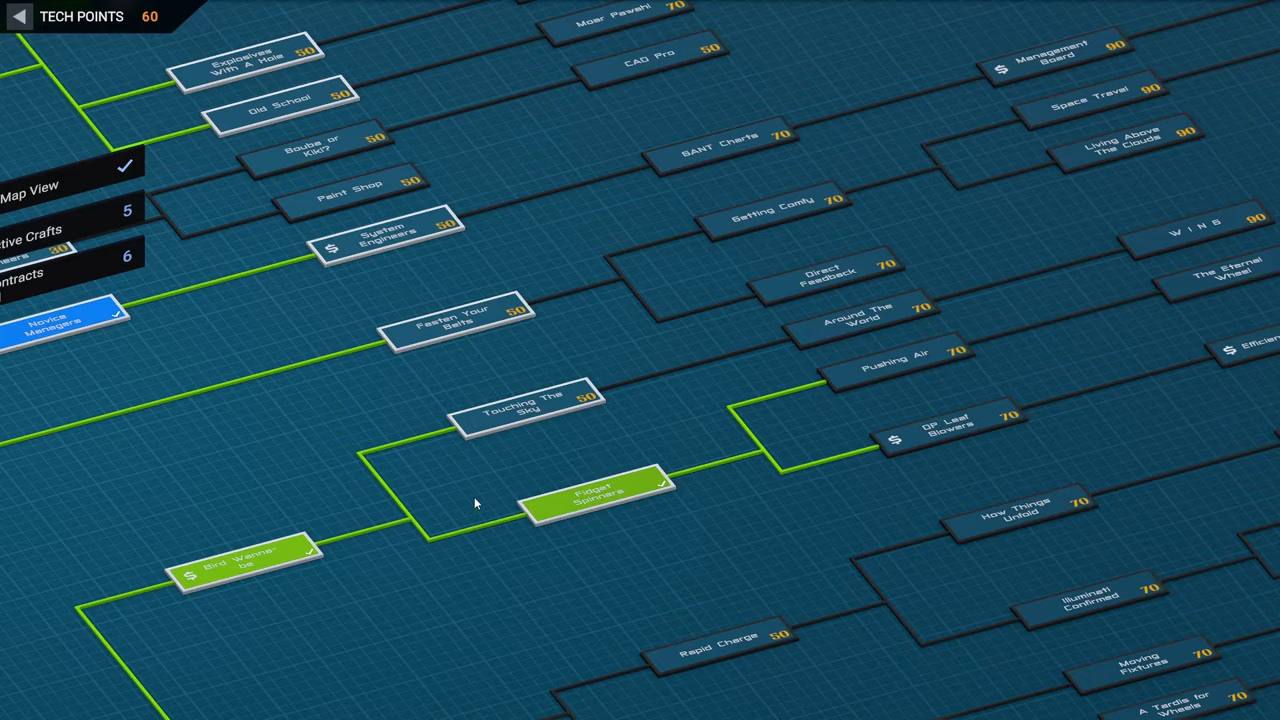 TECH POINTS 60
Explosives
With A Hole 50
Old School 50
Bouba or
Kiki? 50
Paint Shop 50
System
Engineers 50
Moar Pawah! 70
CAD Pro 50
GANT Charts 70
Management
Board 90
Space Travel 90
Living Above
The Clouds 90
Map View
5
6
30
Novice
Managers
Fasten Your
Belts 50
Getting Comfy 70
Direct
Feedback 70
Around The
World 70
Pushing Air 70
W I N G 90
The Eternal
Wheel
Touching The
Sky 50
OP Leaf
Blowers 70
Fidget
Spinners
Bird Wanna-
be
How Things
Unfold 70
Illuminati
Confirmed 70
Rapid Charge 50
Moving
Fixtures 70
A Tardis for
Wheels 70